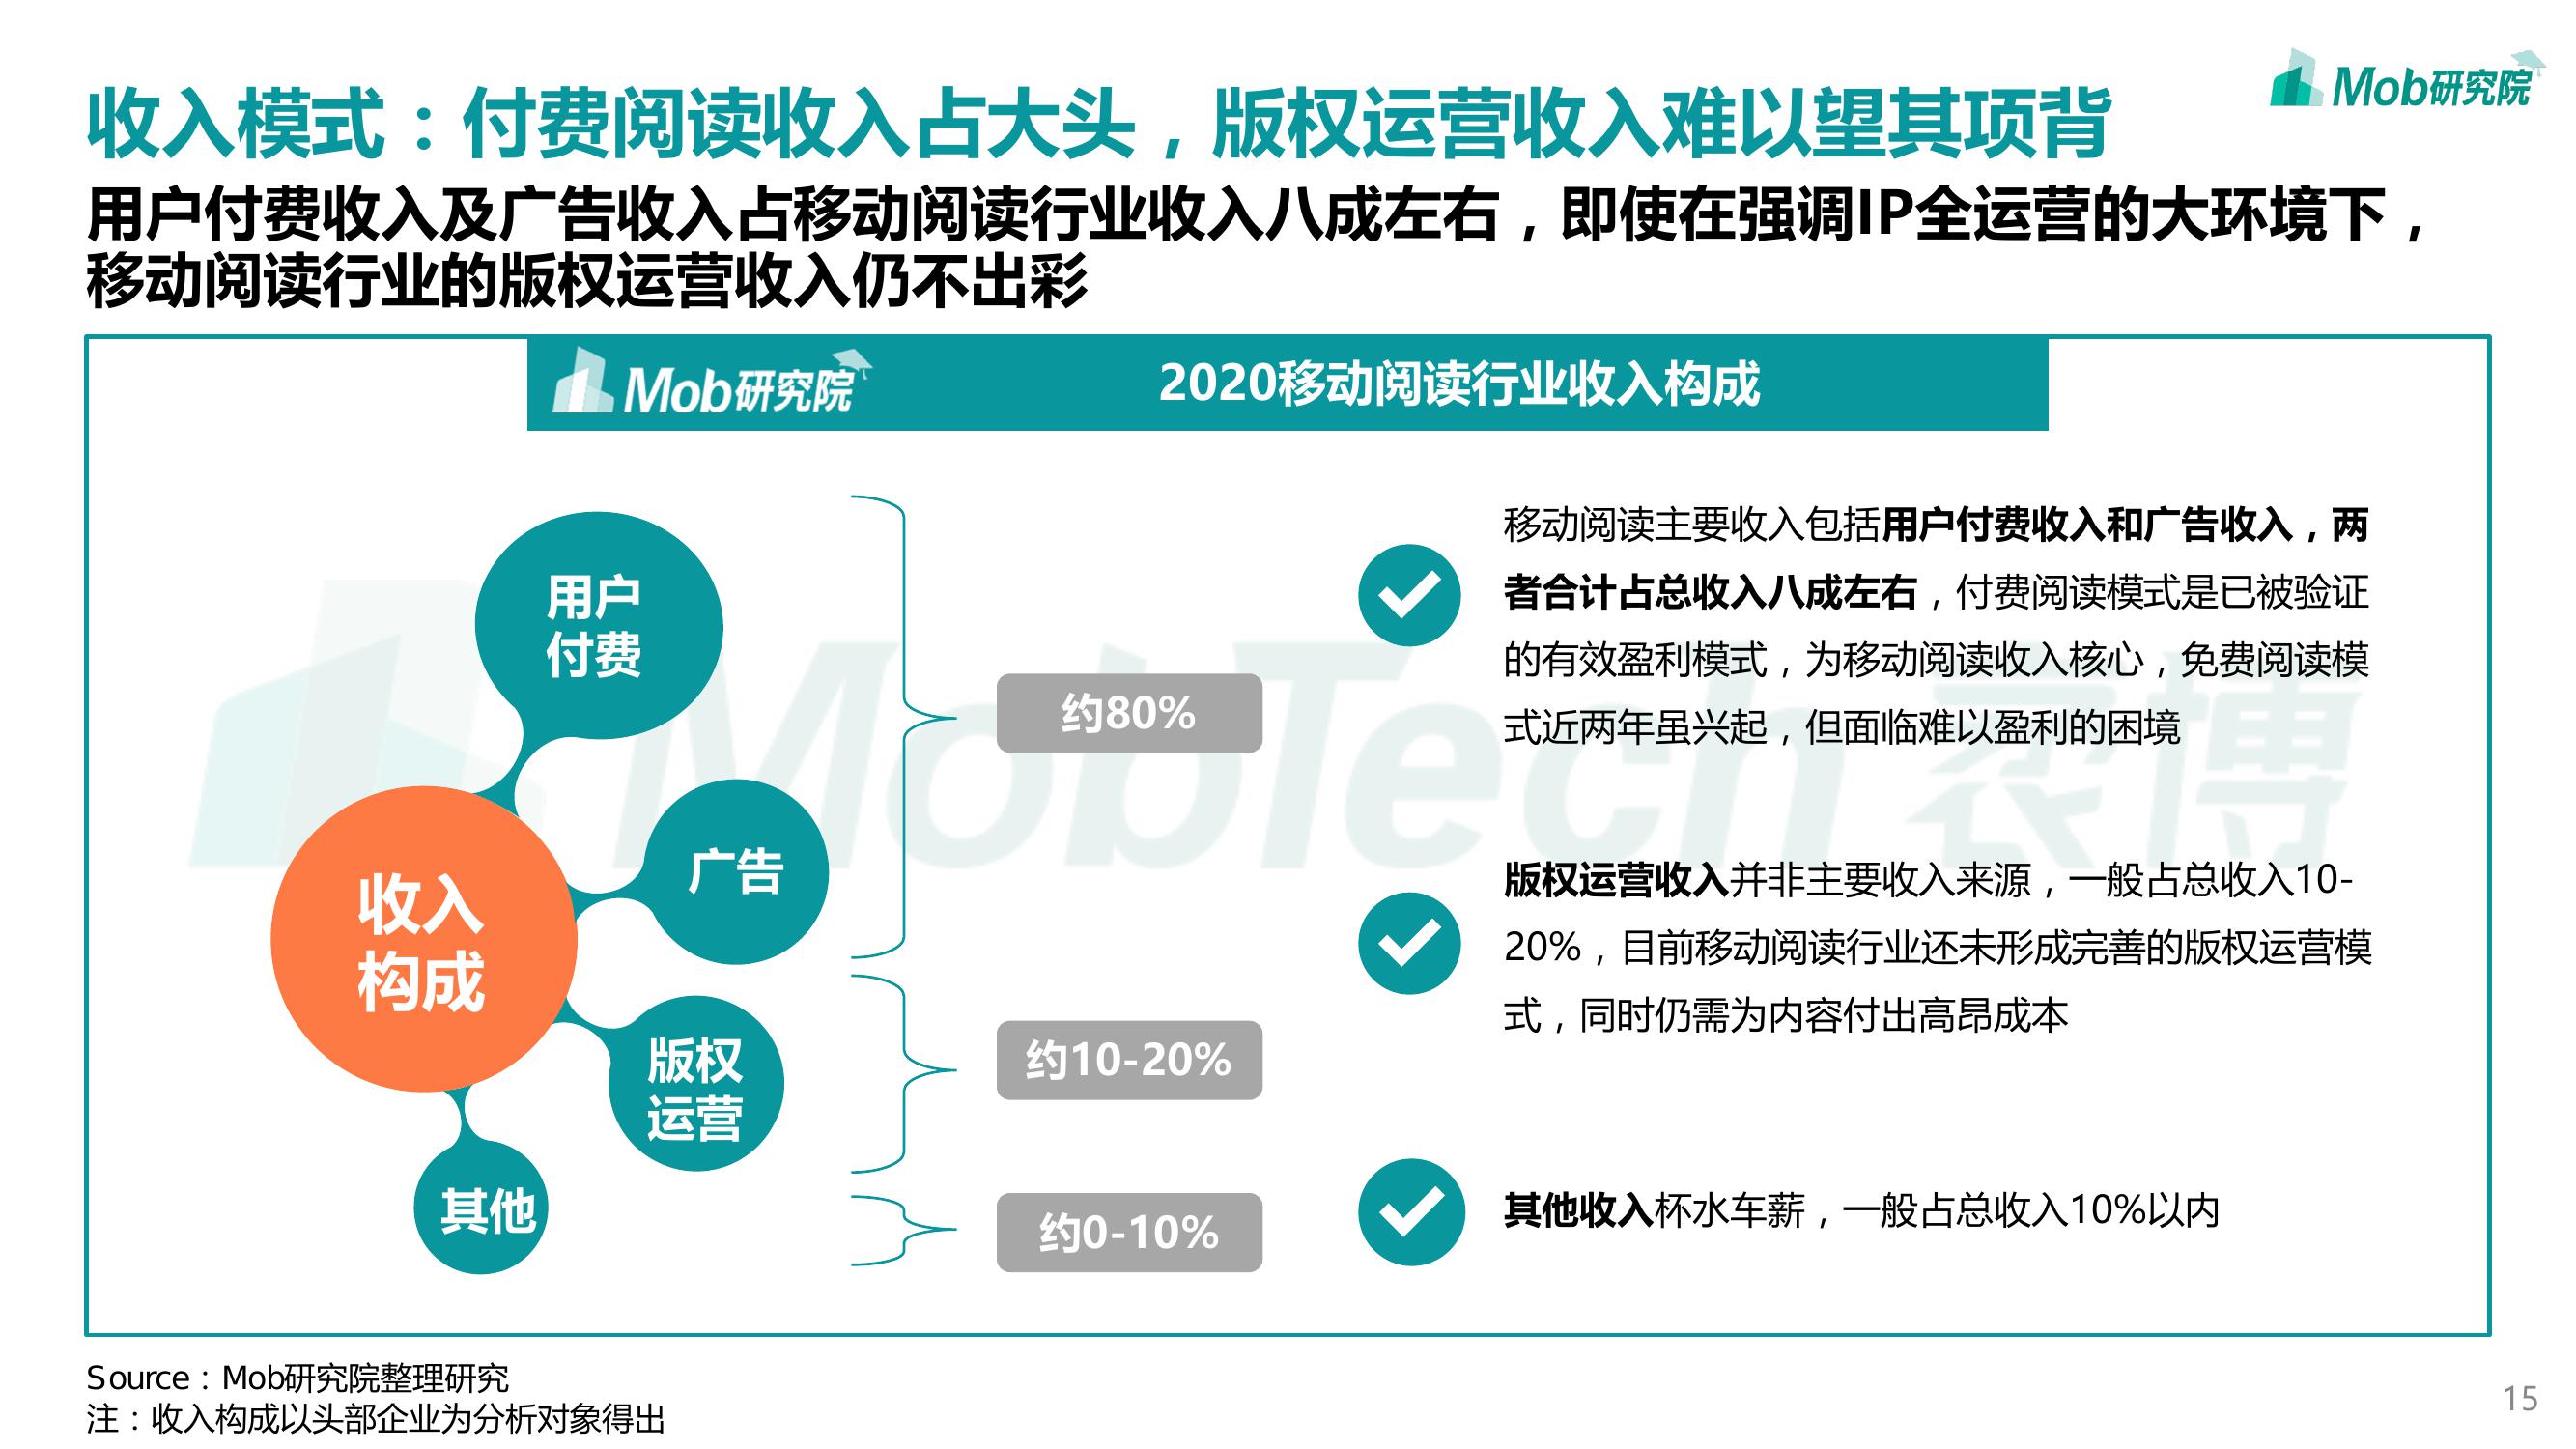 Mob研究院
收入模式：付费阅读收入占大头，版权运营收入难以望其项背
用户付费收入及广告收入占移动阅读行业收入八成左右，即使在强调IP全运营的大环境下，
移动阅读行业的版权运营收入仍不出彩
Mob研究院
2020移动阅读行业收入构成
用户
付费
广告
收入
构成
版权
运营
其他
约80%
约10-20%
约0-10%
移动阅读主要收入包括用户付费收入和广告收入，两
者合计占总收入八成左右，付费阅读模式是已被验证
的有效盈利模式，为移动阅读收入核心，免费阅读模
式近两年虽兴起，但面临难以盈利的困境
版权运营收入并非主要收入来源，一般占总收入10-
20%，目前移动阅读行业还未形成完善的版权运营模
式，同时仍需为内容付出高昂成本
其他收入杯水车薪，一般占总收入10%以内
MobTech 袤博
Source：Mob研究院整理研究
注：收入构成以头部企业为分析对象得出
15